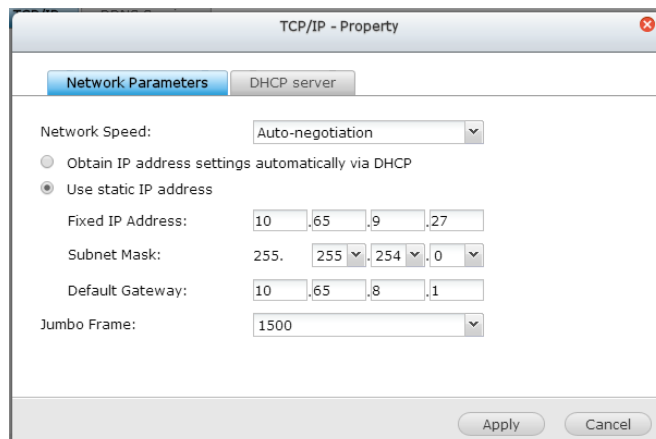 TCP/IP - Property
Network Parameters DHCP server
Network Speed: Auto-negotiation
Obtain IP address settings automatically via DHCP
Use static IP address
Fixed IP Address: 10 .65 .9 .27
Subnet Mask: 255. 255 . 254 . 0
Default Gateway: 10 .65 .8 .1
Jumbo Frame: 1500
Apply Cancel